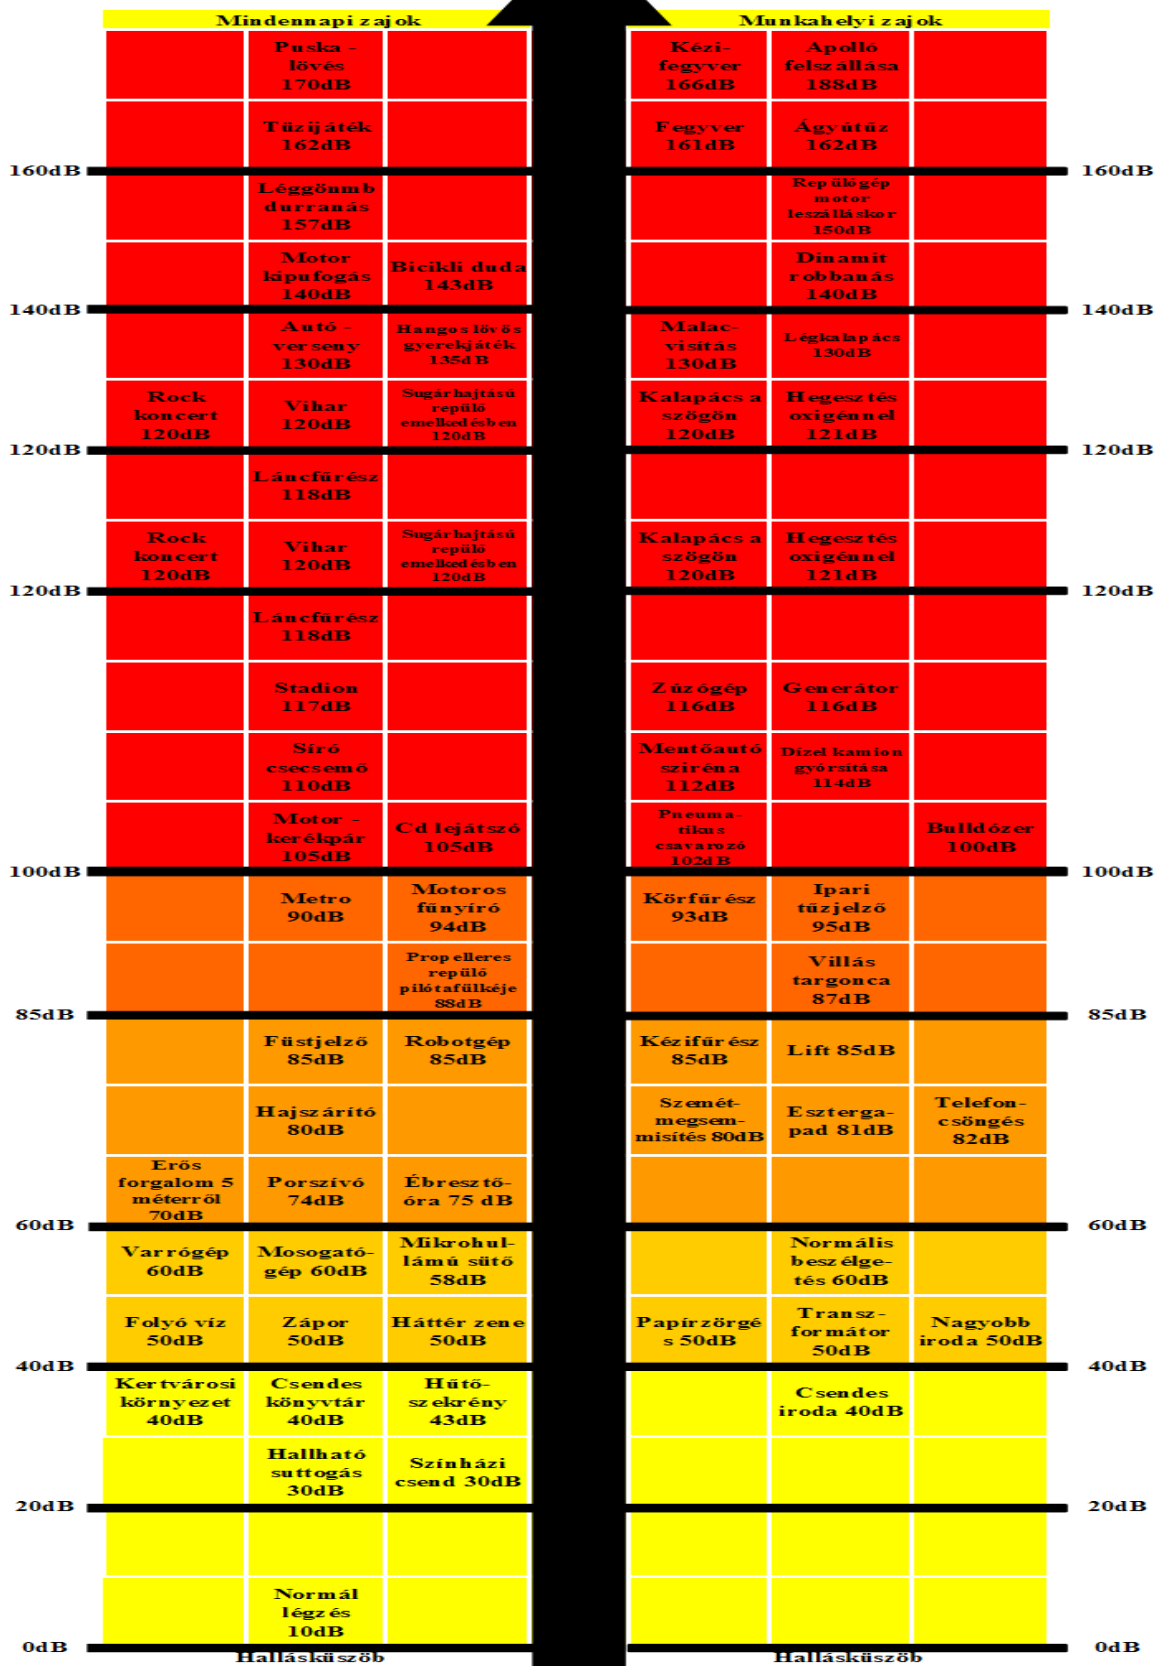 Mindennapi zajok
Munkahelyi zajok
Puska -
lövés
170dB
Kézi-
fegyver
166dB
Apolló
felszállása
188dB
Tűzijáték
162dB
Fegyver
161dB
Ágyútűz
162dB
160dB
160dB
Léggönmb
durranás
157dB
Repülőgép
motor
leszálláskor
150dB
Motor
kipufogás
140dB
Bicikli duda
143dB
Dinamit
robbanás
140dB
140dB
140dB
Autó -
verseny
130dB
Hangos lövős
gyerekjáték
135dB
Malac-
visítás
130dB
Légkalapács
130dB
Rock
koncert
120dB
Vihar
120dB
Sugárhajtású
repülő
emelkedésben
120dB
Kalapács a
szögön
120dB
Hegesztés
oxigénnel
121dB
120dB
120dB
Láncfűrész
118dB
Rock
koncert
120dB
Vihar
120dB
Sugárhajtású
repülő
emelkedésben
120dB
Kalapács a
szögön
120dB
Hegesztés
oxigénnel
121dB
120dB
120dB
Láncfűrész
118dB
Stadion
117dB
Zúzógép
116dB
Generátor
116dB
Síró
csecsemő
110dB
Mentőautó
sziréna
112dB
Dízel kamion
gyórsítása
114dB
Motor -
kerékpár
105dB
Cd lejátszó
105dB
Pneuma-
tikus
csavarozó
102dB
Bulldózer
100dB
100dB
100dB
Metro
90dB
Motoros
fűnyíró
94dB
Körfűrész
93dB
Ipari
tűzjelző
95dB
Propelleres
repülő
pilótafülkéje
88dB
Villás
targonca
87dB
85dB
85dB
Füstjelző
85dB
Robotgép
85dB
Kézifűrész
85dB
Lift 85dB
Hajszárító
80dB
Szemét-
megsem-
misítés 80dB
Eszterga-
pad 81dB
Telefon-
csöngés
82dB
Erős
forgalom 5
méterről
70dB
Porszívó
74dB
Ébresztő-
óra 75 dB
60dB
60dB
Varrógép
60dB
Mosogató-
gép 60dB
Mikrohul-
lámú sütő
58dB
Normális
beszélge-
tés 60dB
Folyó víz
50dB
Zápor
50dB
Háttér zene
50dB
Papírzörgé
s 50dB
Transz-
formátor
50dB
Nagyobb
iroda 50dB
40dB
40dB
Kertvárosi
környezet
40dB
Csendes
könyvtár
40dB
Hűtő-
szekrény
43dB
Csendes
iroda 40dB
Hallható
suttogás
30dB
Színházi
csend 30dB
20dB
20dB
Normál
légzés
10dB
0dB
0dB
Hallásküszöb
Hallásküszöb